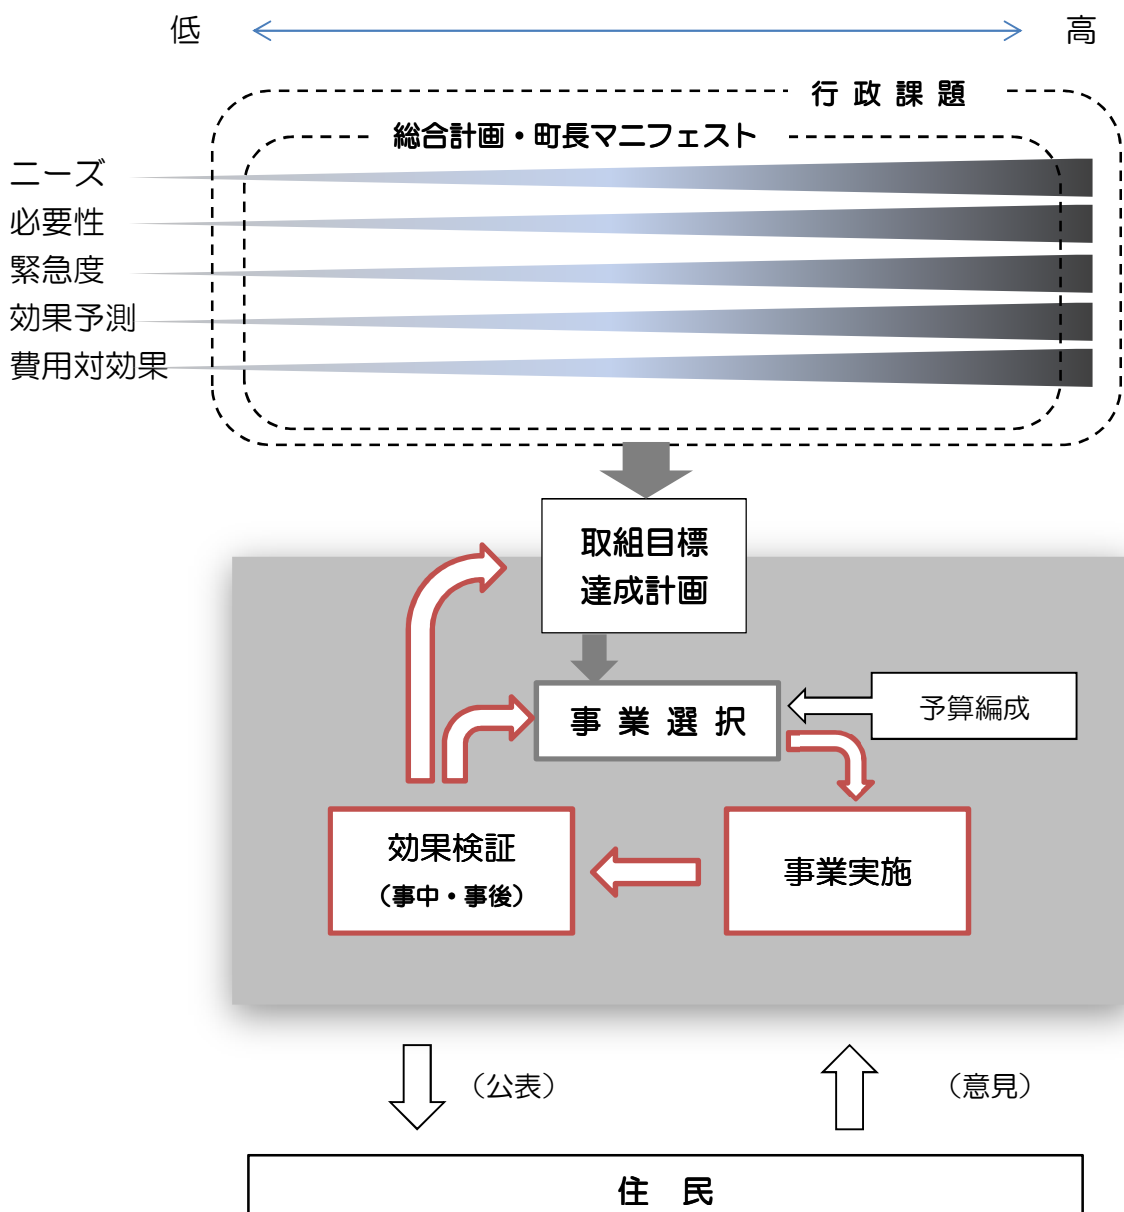 低
高
行 政 課 題
総合計画・町長マニフェスト
ニーズ
必要性
緊急度
効果予測
費用対効果
取組目標
達成計画
事 業 選 択
予算編成
効果検証
（事中・事後）
事業実施
（公表）
（意見）
住　民